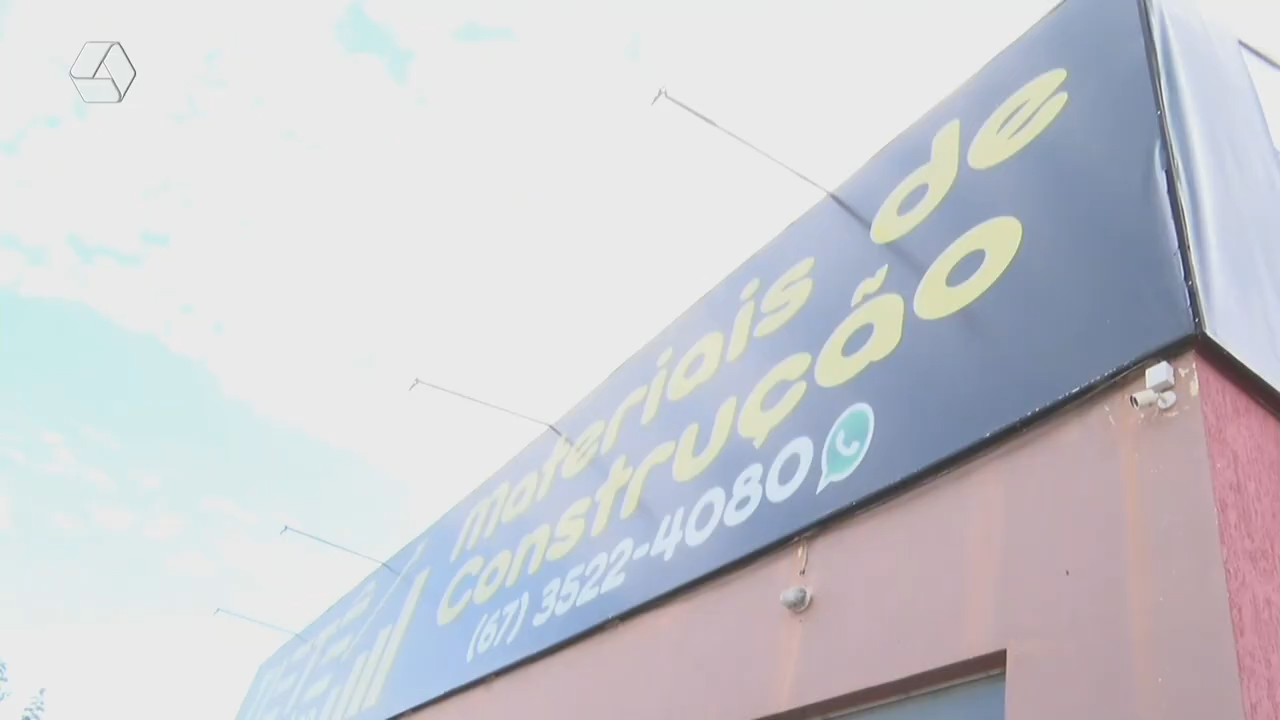 materiais de
construção
(67) 3522-4080